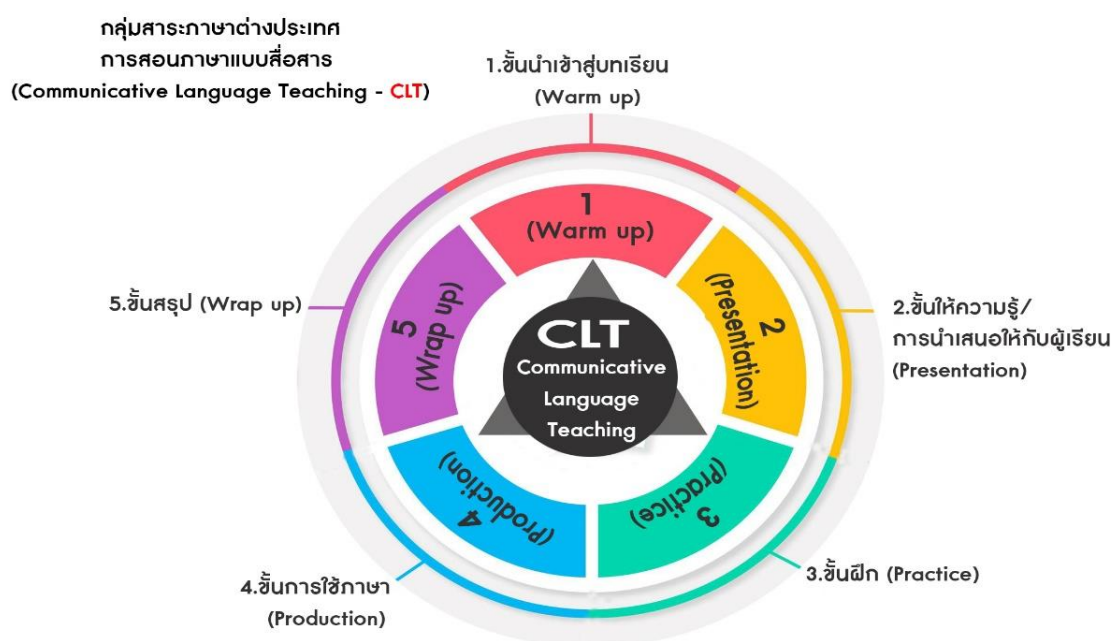 กลุ่มสาระภาษาต่างประเทศ
การสอนภาษาแบบสื่อสาร
(Communicative Language Teaching - CLT)
1.ขั้นนำเข้าสู่บทเรียน
(Warm up)
1
(Warm up)
2
(Presentation)
2.ขั้นให้ความรู้/
การนำเสนอให้กับผู้เรียน
(Presentation)
3
(Practice)
3.ขั้นฝึก (Practice)
4
(Production)
4.ขั้นการใช้ภาษา
(Production)
5
(Wrap up)
5.ขั้นสรุป (Wrap up)
CLT
Communicative
Language
Teaching